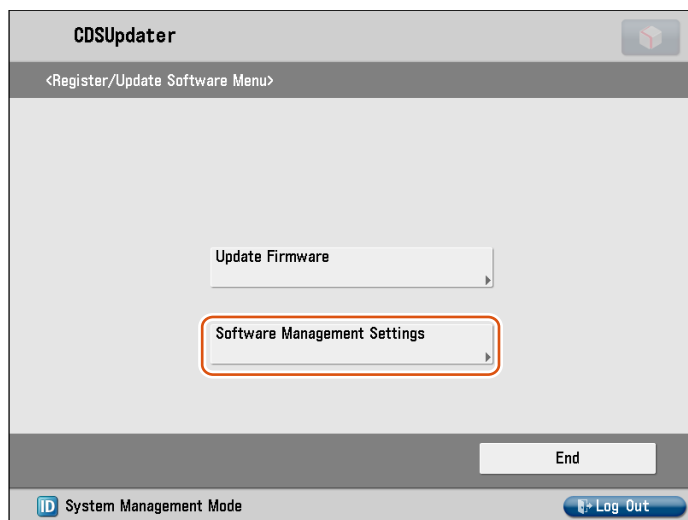 CDSUpdater
<Register/Update Software Menu>
Update Firmware
Software Management Settings
End
ID System Management Mode
Log Out